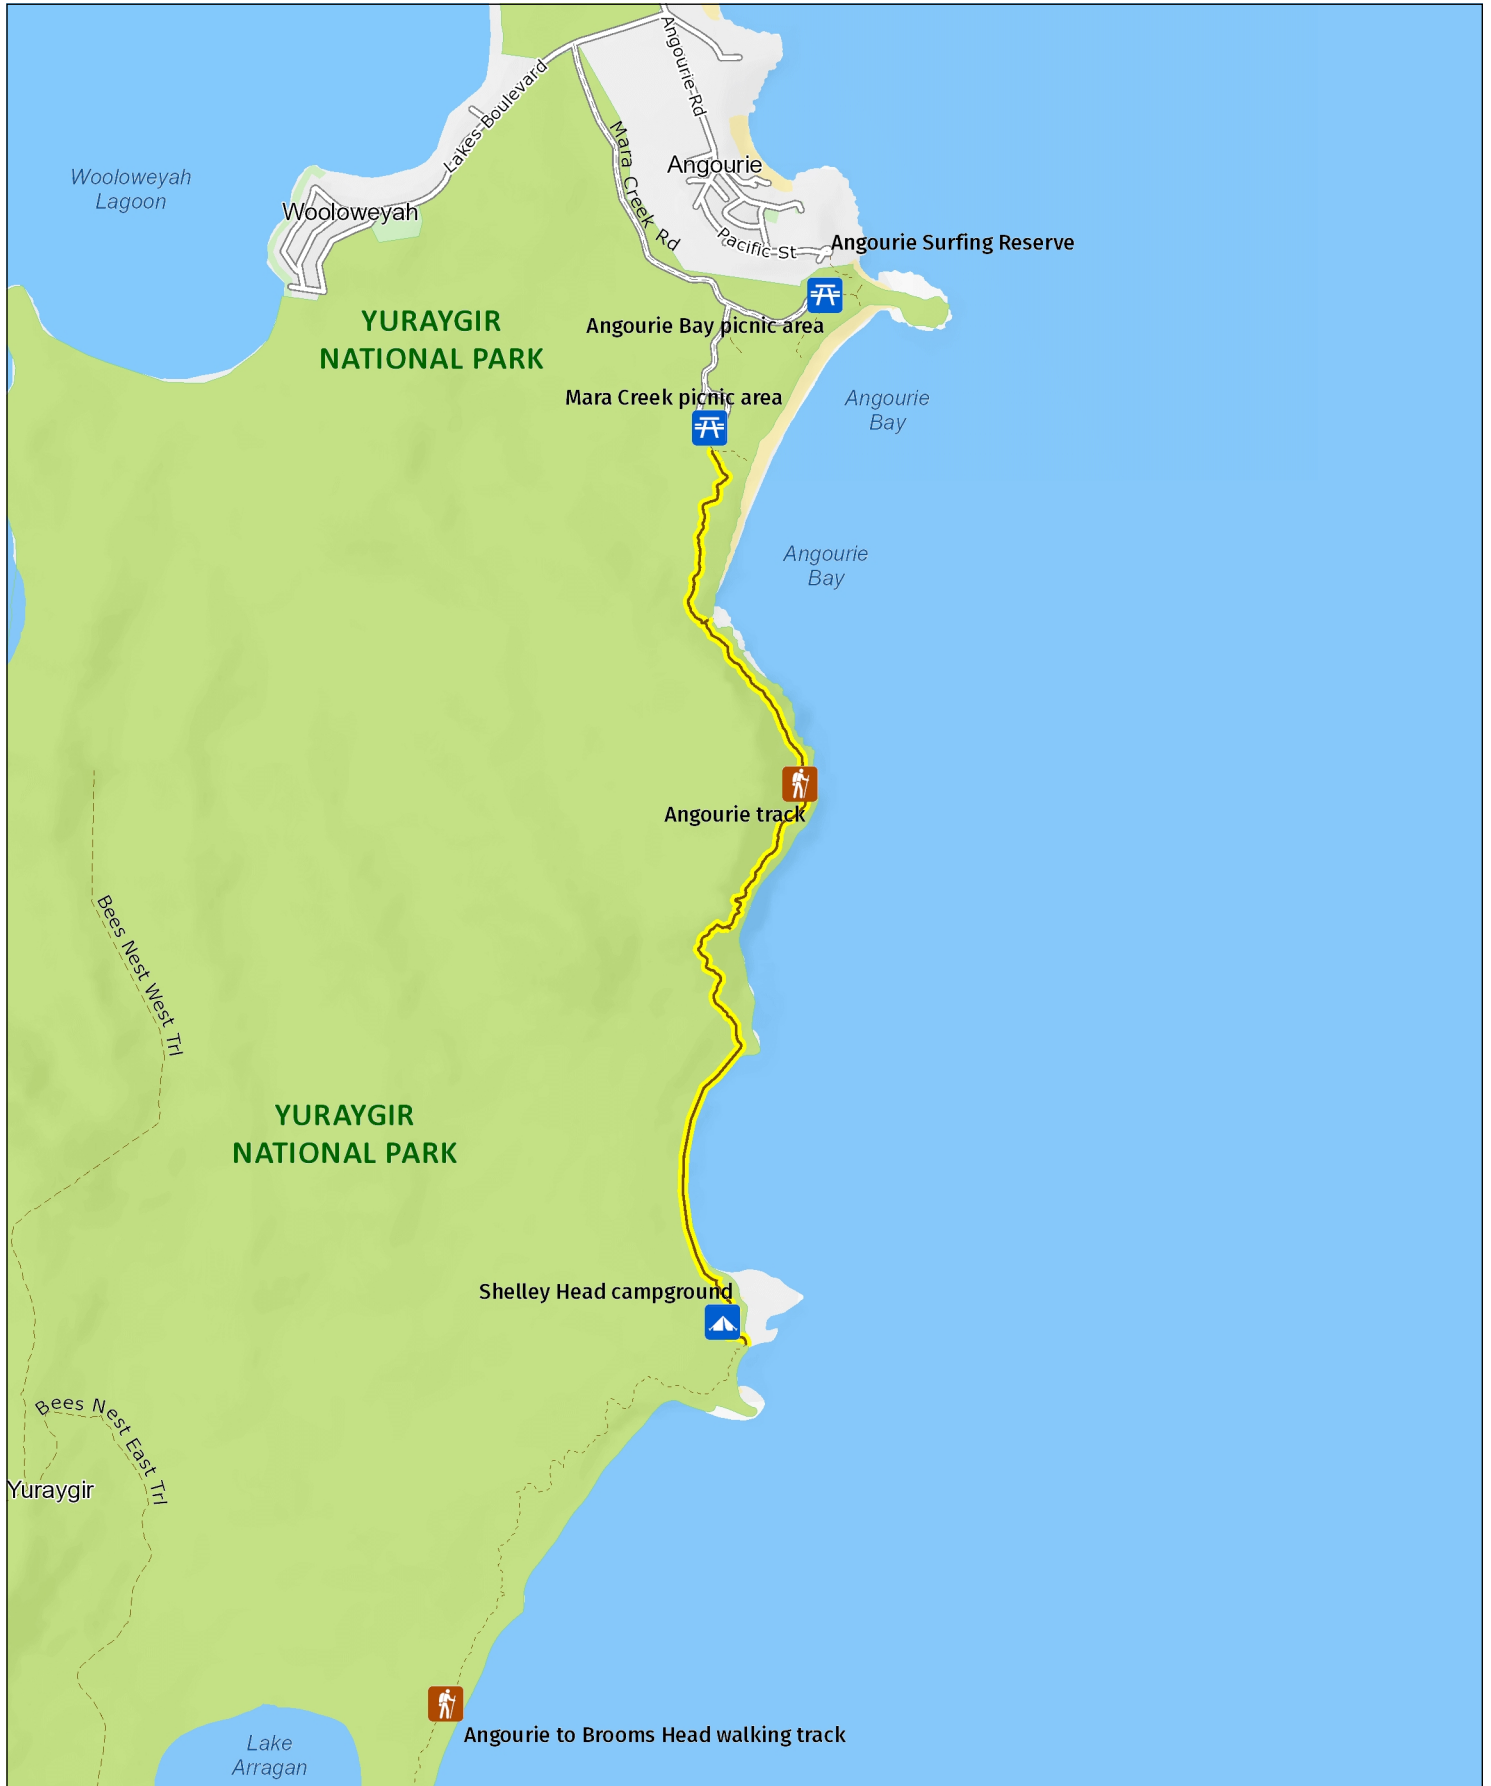 Angourie Rd
Lakes Boulevard
Mara Creek Rd
Angourie
Wooloweyah
Lagoon
Wooloweyah
Pacific St
Angourie Surfing Reserve
YURAYGIR
NATIONAL PARK
Angourie Bay picnic area
Mara Creek picnic area
Angourie
Bay
Angourie
Bay
Angourie track
Bees Nest West Trl
YURAYGIR
NATIONAL PARK
Shelley Head campground
Bees Nest East Trl
Yuraygir
Angourie to Brooms Head walking track
Lake
Arragan